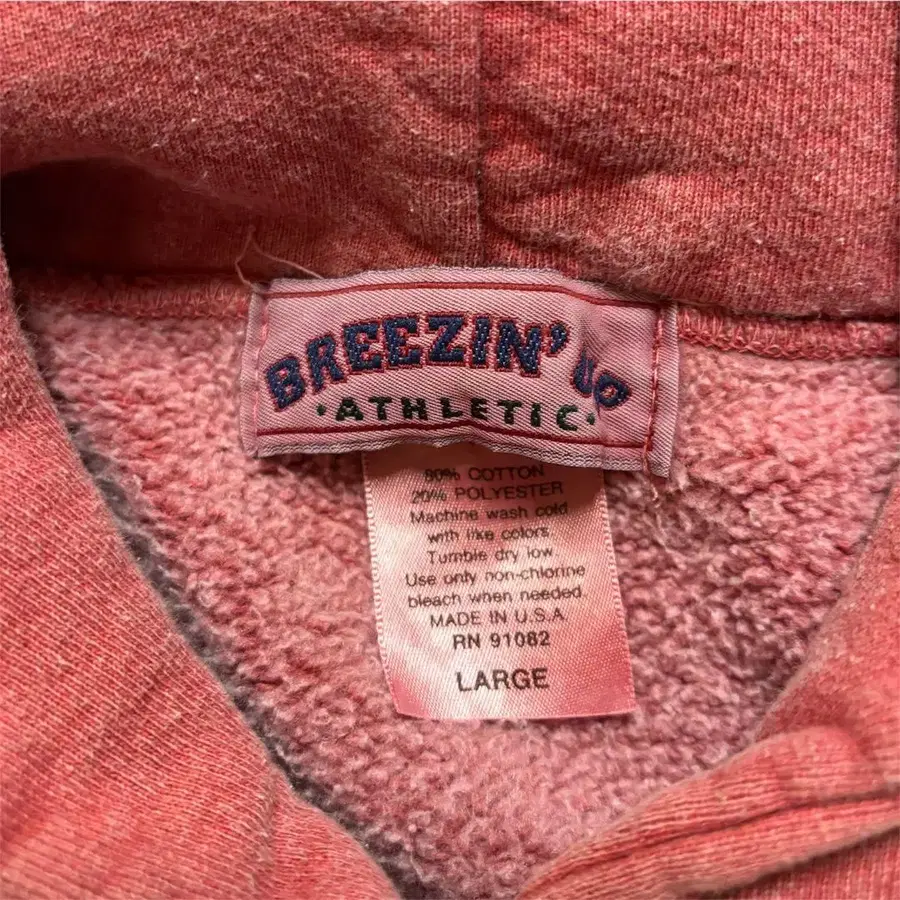 BREEZIN' UP
·ATHLETIC·
80% COTTON
20% POLYESTER
Machine wash cold
with like colors.
Tumble dry low.
Use only non-chlorine
bleach when needed.
MADE IN U.S.A.
RN 91082
LARGE